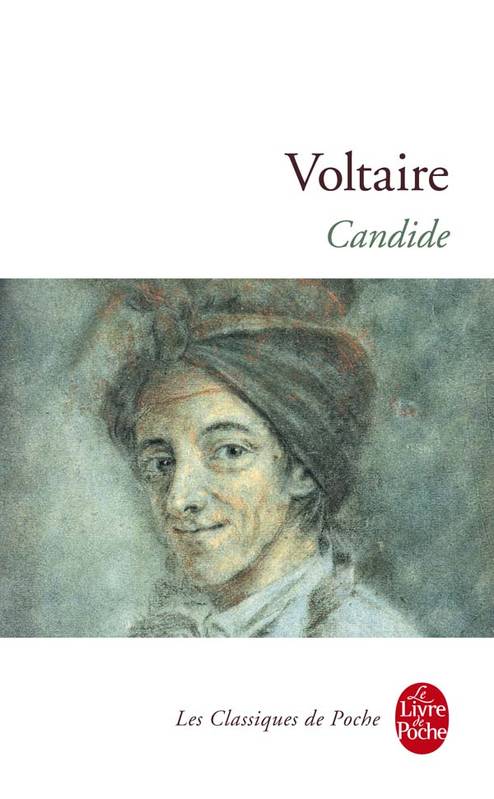 Voltaire
Candide
Les Classiques de Poche
Le
Livre
de
Poche